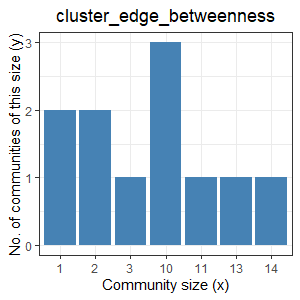 cluster_edge_betweenness
No. of communities of this size (y)
3
2
1
0
1 2 3 10 11 13 14
Community size (x)